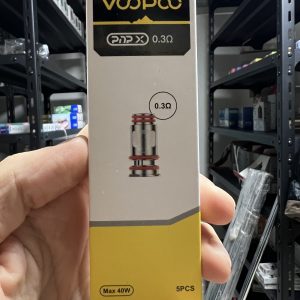 VOOPOO
PnP X 0.3Ω
0.3Ω
Max 40W
5PCS